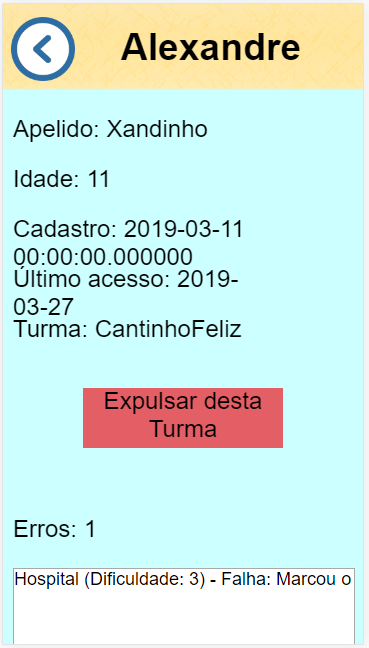 Alexandre
Apelido: Xandinho
Idade: 11
Cadastro: 2019-03-11
00:00:00.000000
Último acesso: 2019-
03-27
Turma: CantinhoFeliz
Expulsar desta
Turma
Erros: 1
Hospital (Dificuldade: 3) - Falha: Marcou o